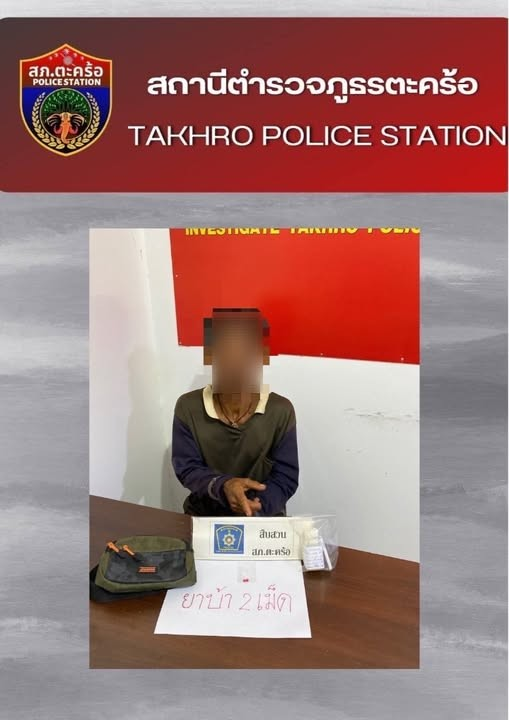 สภ.ตะคร้อ
POLICE STATION
สถานีตำรวจภูธรตะคร้อ
TAKHRO POLICE STATION
INVESTIGATE TAKHRO POLIC
สืบสวน
สภ.ตะคร้อ
ยาบ้า 2 เม็ด